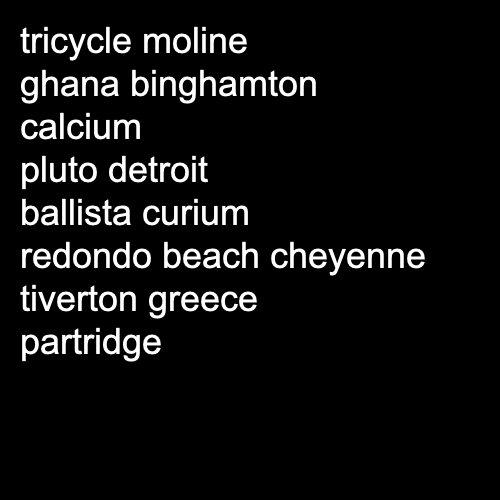 tricycle moline
ghana binghamton
calcium
pluto detroit
ballista curium
redondo beach cheyenne
tiverton greece
partridge